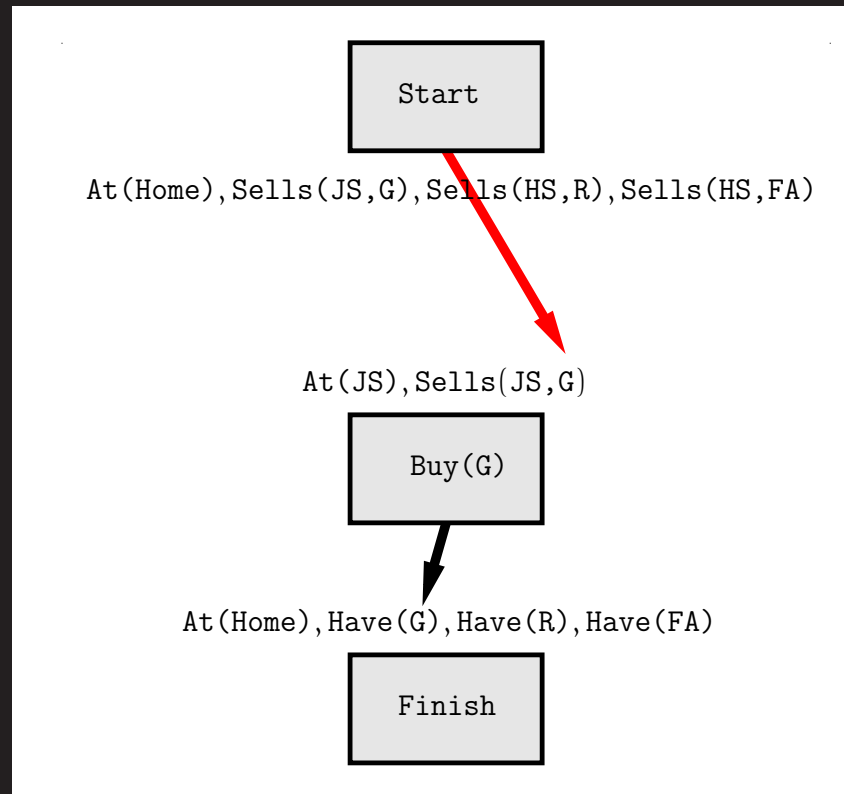 Start
At(Home),Sells(JS,G),Sells(HS,R),Sells(HS,FA)
At(JS),Sells(JS,G)
Buy(G)
At(Home),Have(G),Have(R),Have(FA)
Finish